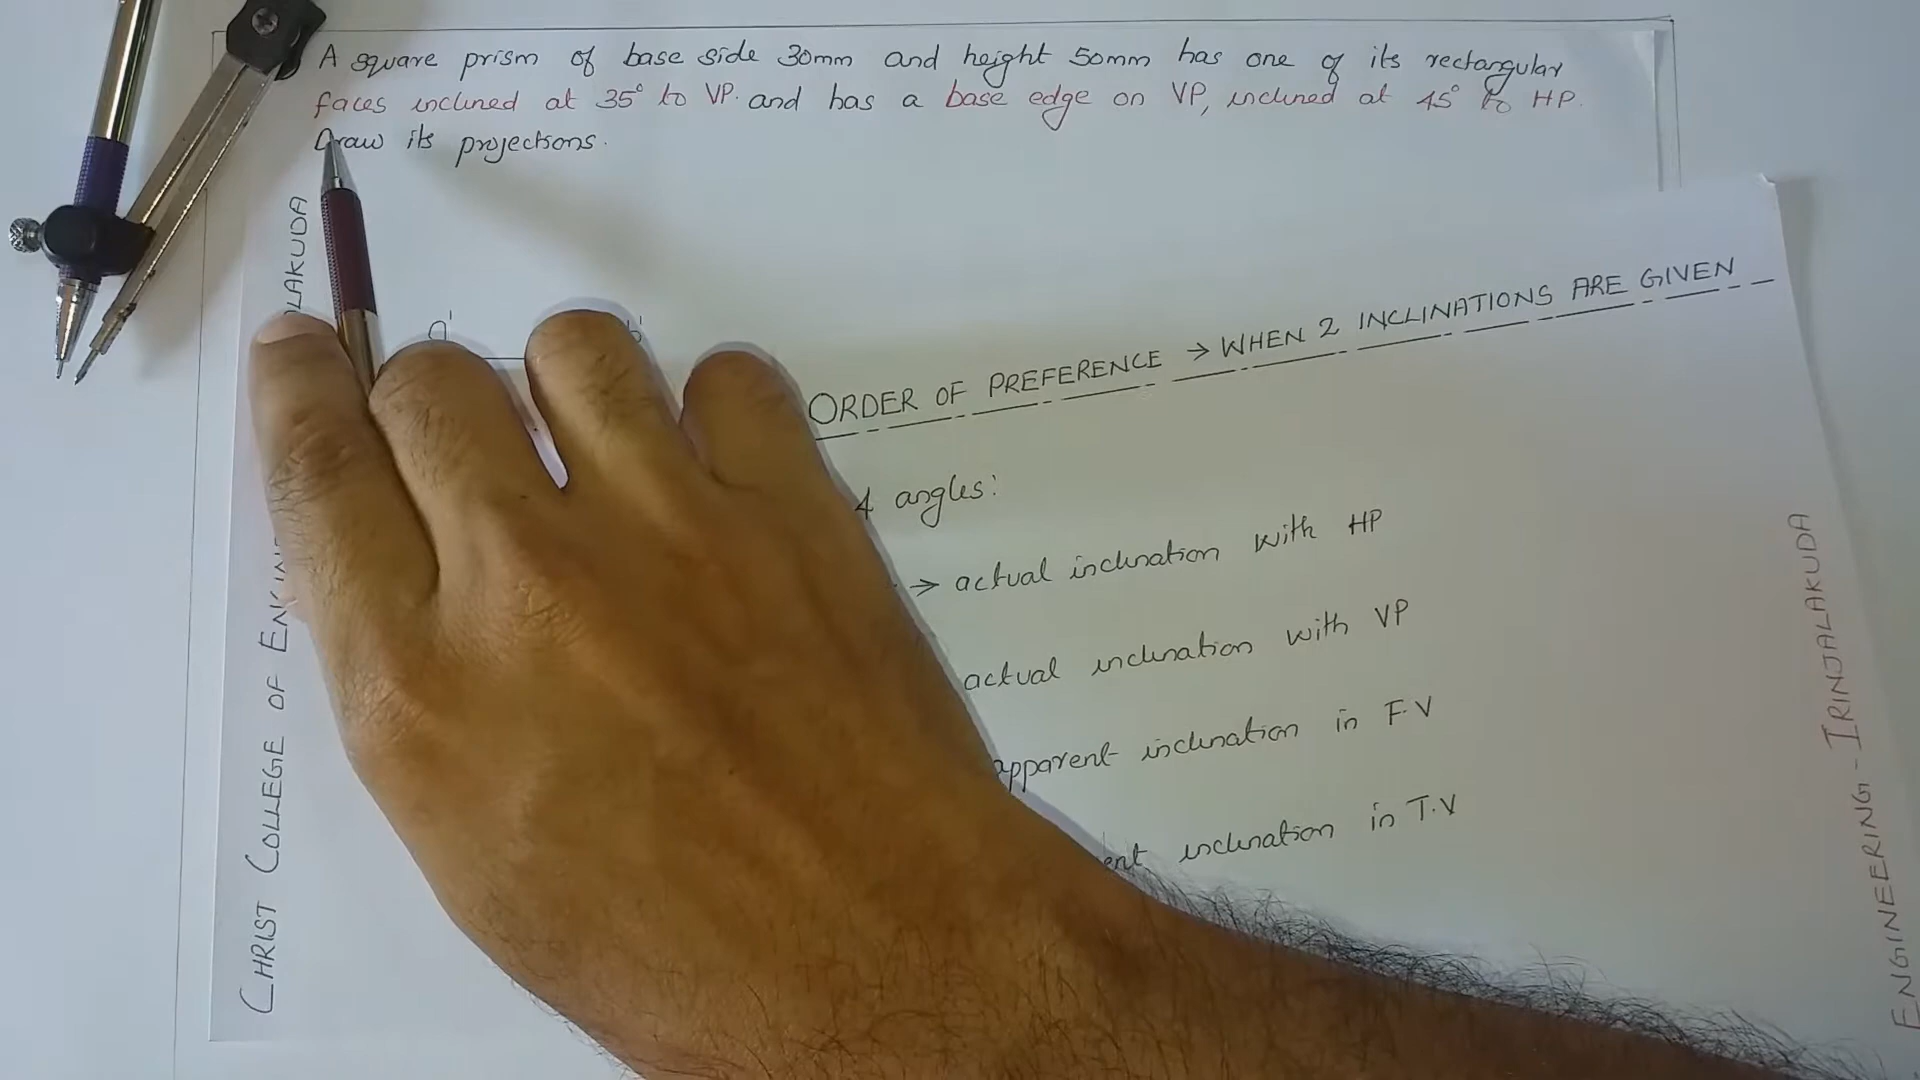 A square prism of base side 30mm and height 50mm has one of its rectangular
faces inclined at 35° to VP. and has a base edge on VP, inclined at 45° to HP.
Draw its projections.
a' b'
ORDER OF PREFERENCE → WHEN 2 INCLINATIONS ARE GIVEN
4 angles:
→ actual inclination with HP
actual inclination with VP
apparent inclination in F.V
inclination in T.V
CHRIST COLLEGE OF
ENGINEERING - IRINJALAKUDA